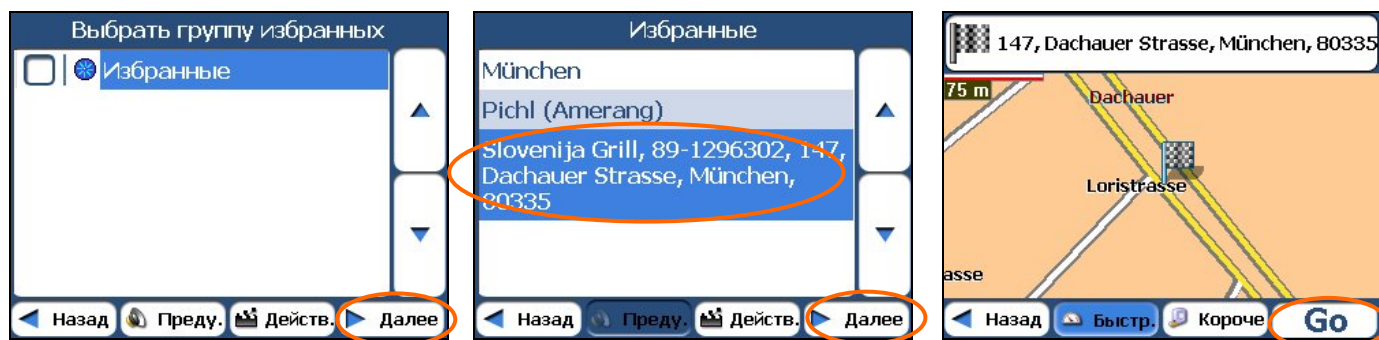 Выбрать группу избранных
Избранные
Назад Преду. Действ. Далее
Избранные
München
Pichl (Amerang)
Slovenija Grill, 89-1296302, 147,
Dachauer Strasse, München,
80335
Назад Преду. Действ. Далее
147, Dachauer Strasse, München, 80335
75 m
Dachauer
Loristrasse
asse
Назад Быстр. Короче Go